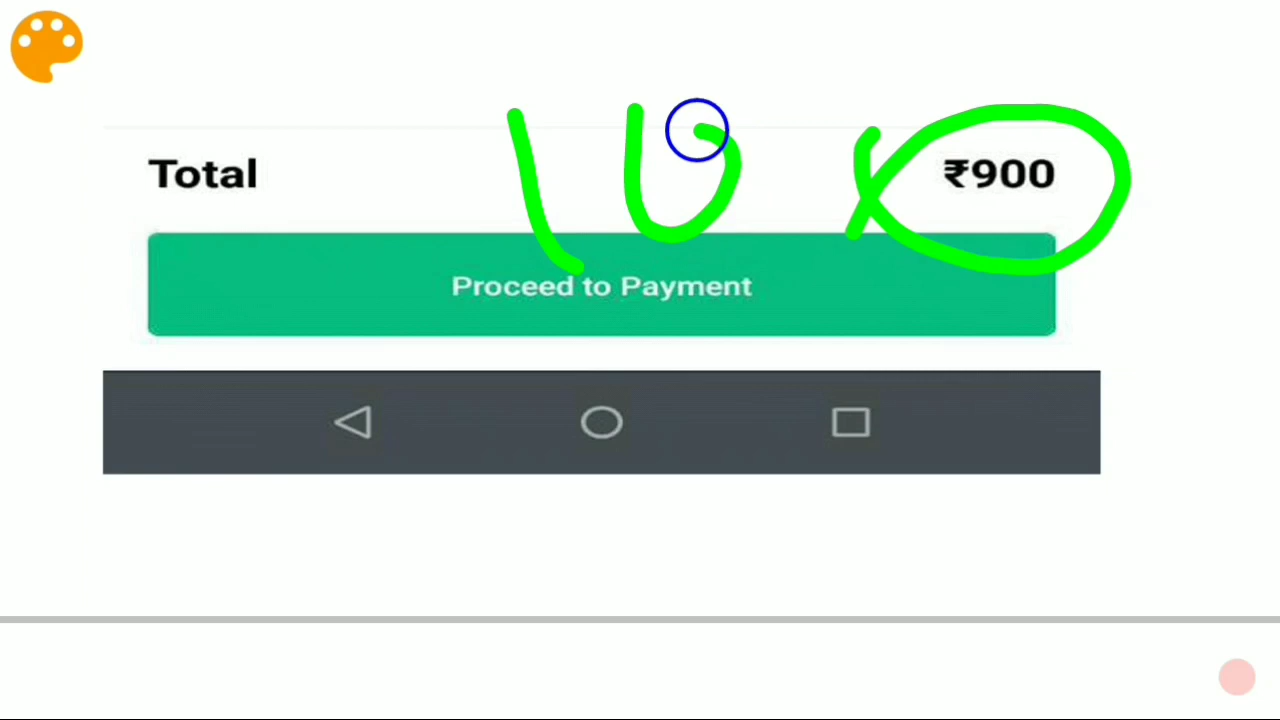 Total ₹900
Proceed to Payment